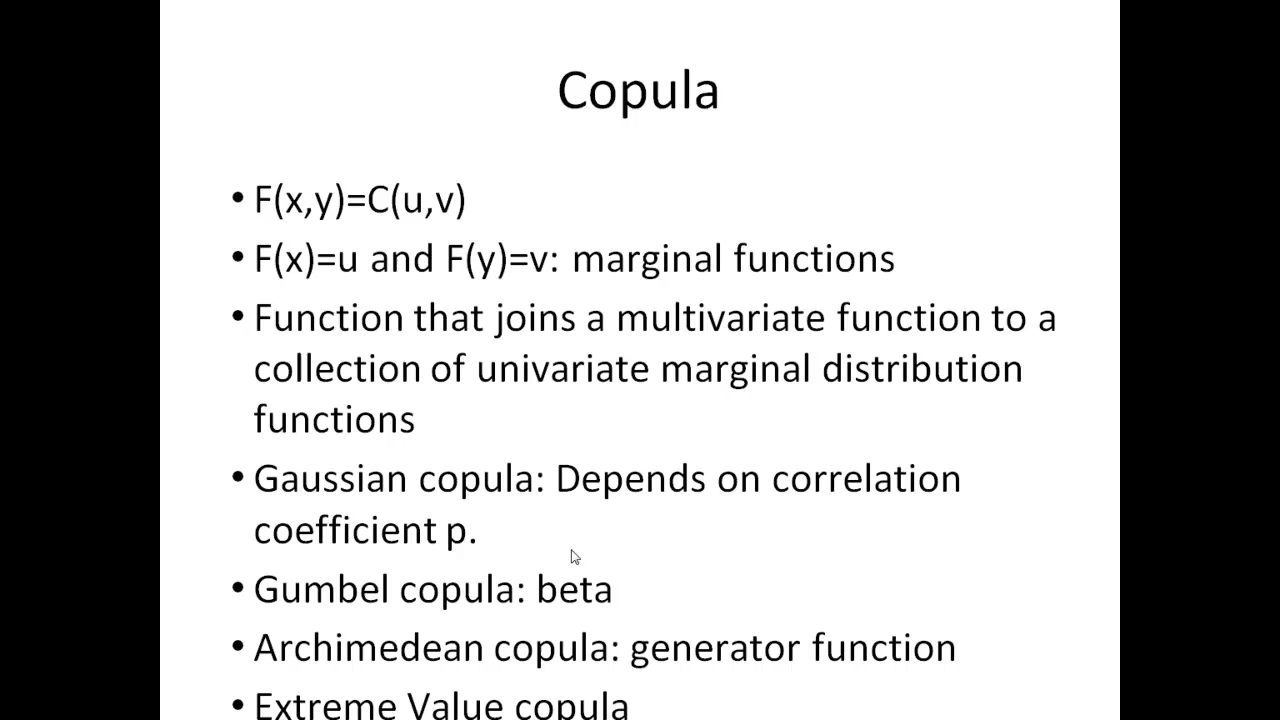 Copula
• F(x,y)=C(u,v)
• F(x)=u and F(y)=v: marginal functions
• Function that joins a multivariate function to a
collection of univariate marginal distribution
functions
• Gaussian copula: Depends on correlation
coefficient p.
• Gumbel copula: beta
• Archimedean copula: generator function
• Extreme Value copula